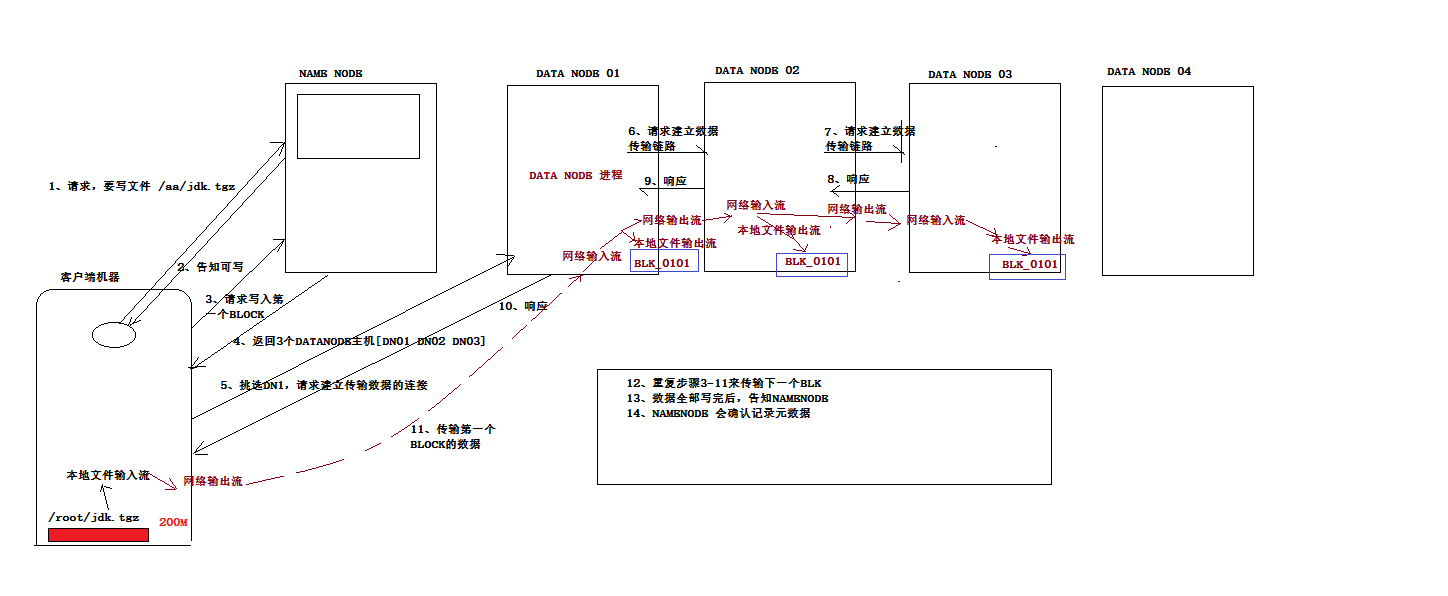 NAME NODE
DATA NODE 01
DATA NODE 02
DATA NODE 03
DATA NODE 04
6、请求建立数据
传输链路
7、请求建立数据
传输链路
DATA NODE 进程
9、响应
8、响应
1、请求，要写文件 /aa/jdk.tgz
网络输出流
网络输入流
网络输出流
网络输入流
本地文件输出流
本地文件输出流
本地文件输出流
网络输入流
BLK_0101
BLK_0101
BLK_0101
2、告知可写
客户端机器
3、请求写入第
一个BLOCK
10、响应
4、返回3个DATANODE主机[DN01 DN02 DN03]
5、挑选DN1，请求建立传输数据的连接
12、重复步骤3-11来传输下一个BLK
13、数据全部写完后，告知NAMENODE
14、NAMENODE 会确认记录元数据
11、传输第一个
BLOCK的数据
本地文件输入流
网络输出流
/root/jdk.tgz
200M